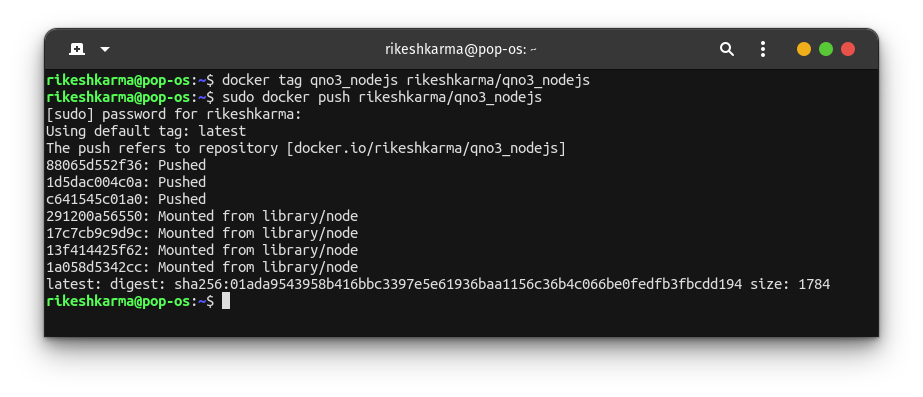 rikeshkarma@pop-os: ~
rikeshkarma@pop-os:~$ docker tag qno3_nodejs rikeshkarma/qno3_nodejs
rikeshkarma@pop-os:~$ sudo docker push rikeshkarma/qno3_nodejs
[sudo] password for rikeshkarma:
Using default tag: latest
The push refers to repository [docker.io/rikeshkarma/qno3_nodejs]
88065d552f36: Pushed
1d5dac004c0a: Pushed
c641545c01a0: Pushed
291200a56550: Mounted from library/node
17c7cb9c9d9c: Mounted from library/node
13f414425f62: Mounted from library/node
1a058d5342cc: Mounted from library/node
latest: digest: sha256:01ada9543958b416bbc3397e5e61936baa1156c36b4c066be0fedfb3fbcdd194 size: 1784
rikeshkarma@pop-os:~$